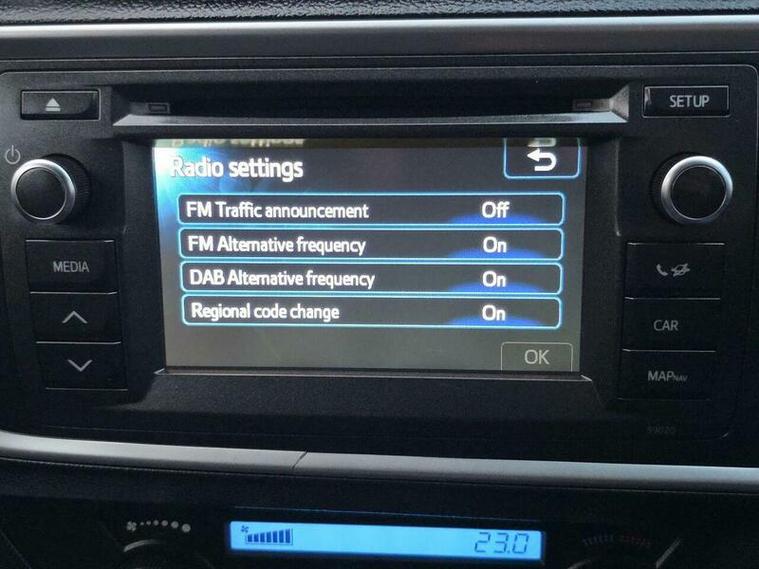 SETUP
Radio settings
FM Traffic announcement Off
FM Alternative frequency On
MEDIA
DAB Alternative frequency On
Regional code change On
CAR
OK
MAP NAV
59020
23.0